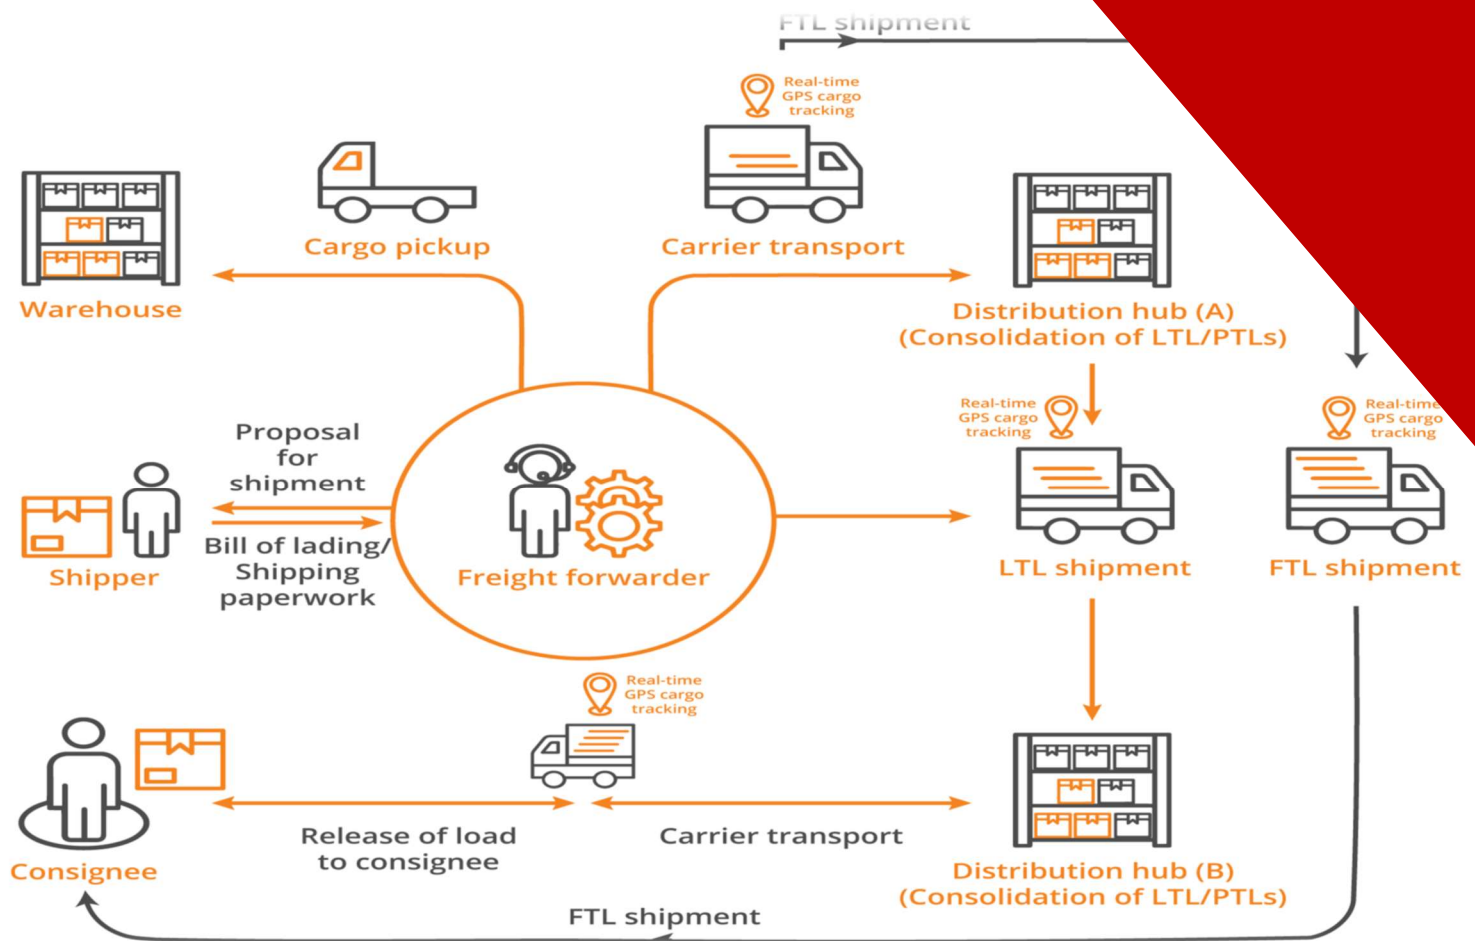 FTL shipment
Real-time
GPS cargo
tracking
Cargo pickup
Carrier transport
Warehouse
Distribution hub (A)
(Consolidation of LTL/PTLs)
Real-time
GPS cargo
tracking
Real-time
GPS cargo
tracking
Proposal
for
shipment
Bill of lading/
Shipping
paperwork
Shipper
Freight forwarder
LTL shipment
FTL shipment
Real-time
GPS cargo
tracking
Release of load
to consignee
Carrier transport
Consignee
Distribution hub (B)
(Consolidation of LTL/PTLs)
FTL shipment